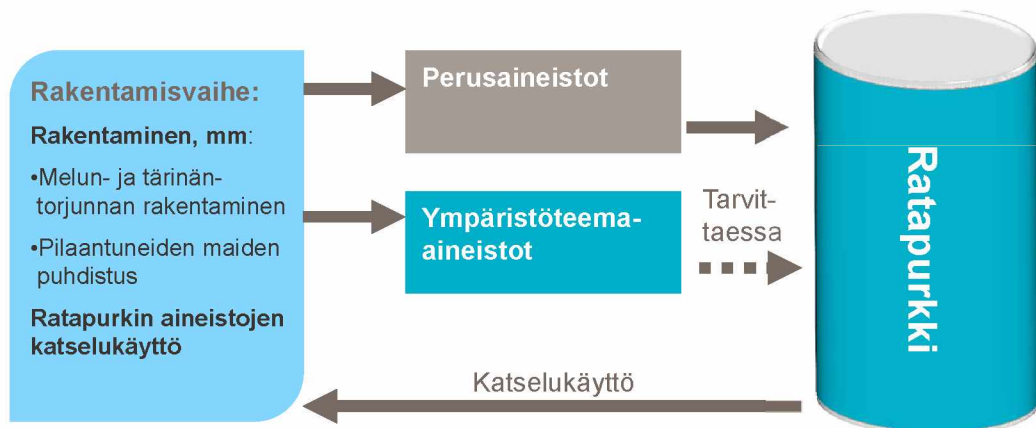 Rakentamisvaihe:
Rakentaminen, mm:
•Melun- ja tärinän-
torjunnan rakentaminen
•Pilaantuneiden maiden
puhdistus
Ratapurkin aineistojen
katselukäyttö
Perusaineistot
Ympäristöteema-
aineistot
Tarvit-
taessa
Katselukäyttö
Ratapurkki